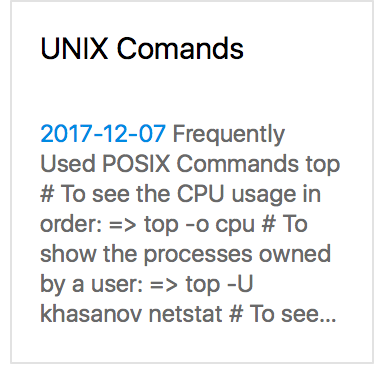 UNIX Comands
2017-12-07 Frequently
Used POSIX Commands top
# To see the CPU usage in
order: => top -o cpu # To
show the processes owned
by a user: => top -U
khasanov netstat # To see...